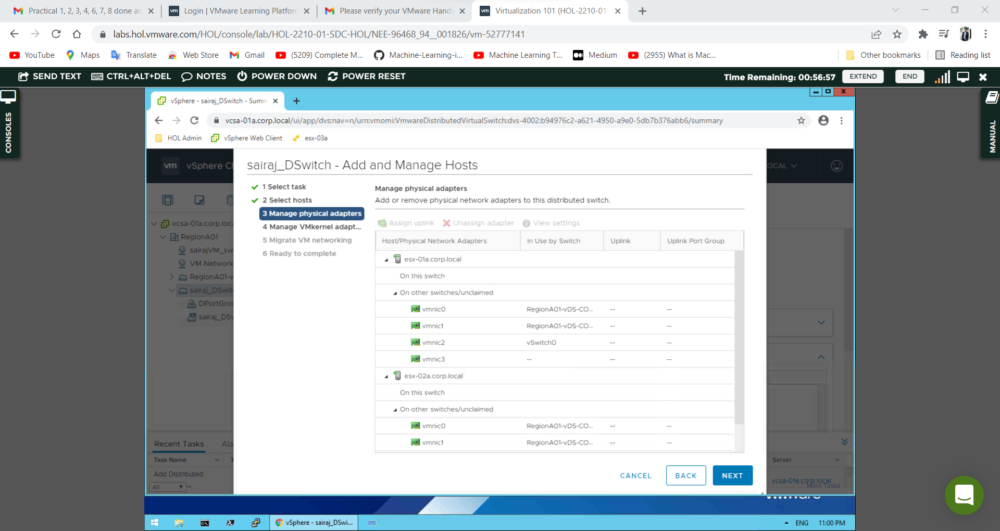 Practical 1, 2, 3, 4, 6, 7, 8 done an
Login | VMware Learning Platform
Please verify your VMware Hands
Virtualization 101 (HOL-2210-01-
labs.hol.vmware.com/HOL/console/lab/HOL-2210-01-SDC-HOL/NEE-96468_94__001826/vm-52777141
YouTube Maps Translate Web Store Gmail (5209) Complete M... Machine-Learning-i... Machine Learning T... Medium (2955) What is Mac... Other bookmarks Reading list
SEND TEXT CTRL+ALT+DEL NOTES POWER DOWN POWER RESET Time Remaining: 00:56:57 EXTEND END
CONSOLES
MANUAL
vSphere - sairaj_DSwitch - Summ
vcsa-01a.corp.local/ui/app/dvs;nav=n/urn:vmomi:VmwareDistributedVirtualSwitch:dvs-4002:b94976c2-a621-4950-a9e0-5db7b376abb6/summary
HOL Admin vSphere Web Client esx-03a
vm vSphere Cl
OCAL
vcsa-01a.corp.loca
RegionA01
sairajVM_sw
VM Network
RegionA01-v
sairaj_DSwit
DPortGrou
sairaj_DSw
sairaj_DSwitch - Add and Manage Hosts
1 Select task
2 Select hosts
3 Manage physical adapters
4 Manage VMkernel adapt...
5 Migrate VM networking
6 Ready to complete
Manage physical adapters
Add or remove physical network adapters to this distributed switch.
Assign uplink Unassign adapter View settings
Host/Physical Network Adapters In Use by Switch Uplink Uplink Port Group
esx-01a.corp.local
On this switch
On other switches/unclaimed
vmnic0 RegionA01-vDS-CO... -- --
vmnic1 RegionA01-vDS-CO... -- --
vmnic2 vSwitch0 -- --
vmnic3 -- -- --
esx-02a.corp.local
On this switch
On other switches/unclaimed
vmnic0 RegionA01-vDS-CO... -- --
vmnic1 RegionA01-vDS-CO... -- --
CANCEL BACK NEXT
Recent Tasks Ala
Task Name T
Server
Add Distributed
vcsa-01a.corp.local
All
More Tasks
vmware
vSphere - sairaj_DSwi...
ENG 11:00 PM